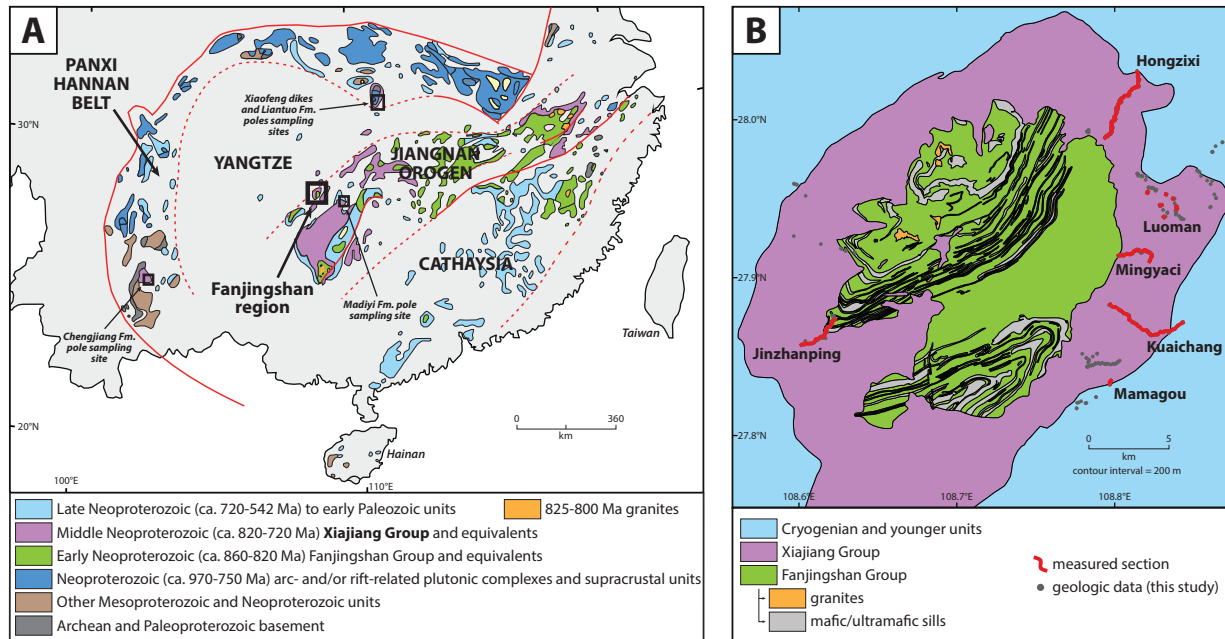 A
PANXI
HANNAN
BELT
Xiaofeng dikes
and Liantuo Fm.
poles sampling
sites
30°N
YANGTZE
JIANGNAN
OROGEN
CATHAYSIA
Fanjingshan
region
Madiyi Fm. pole
sampling site
Chengjiang Fm.
pole sampling
site
Taiwan
0 360
km
20°N
Hainan
100°E
110°E
Late Neoproterozoic (ca. 720-542 Ma) to early Paleozoic units
825-800 Ma granites
Middle Neoproterozoic (ca. 820-720 Ma) Xiajiang Group and equivalents
Early Neoproterozoic (ca. 860-820 Ma) Fanjingshan Group and equivalents
Neoproterozoic (ca. 970-750 Ma) arc- and/or rift-related plutonic complexes and supracrustal units
Other Mesoproterozoic and Neoproterozoic units
Archean and Paleoproterozoic basement
B
Hongzixi
28.0°N
Luoman
Mingyaci
27.9°N
Jinzhanping
Kuaichang
Mamagou
27.8°N
0 5
km
contour interval = 200 m
108.6°E
108.7°E
108.8°E
Cryogenian and younger units
Xiajiang Group
Fanjingshan Group
granites
mafic/ultramafic sills
measured section
geologic data (this study)